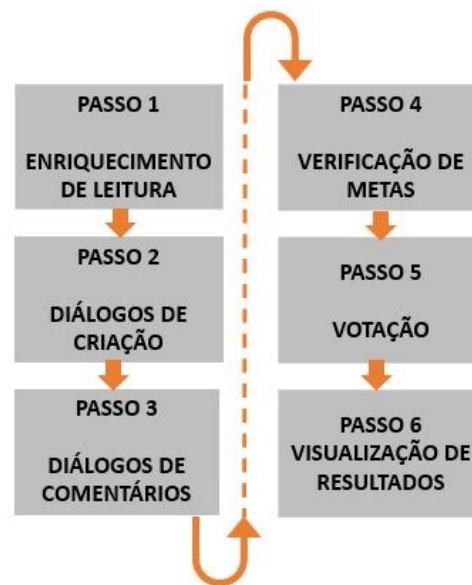 PASSO 1
ENRIQUECIMENTO
DE LEITURA
PASSO 2
DIÁLOGOS DE
CRIAÇÃO
PASSO 3
DIÁLOGOS DE
COMENTÁRIOS
PASSO 4
VERIFICAÇÃO DE
METAS
PASSO 5
VOTAÇÃO
PASSO 6
VISUALIZAÇÃO DE
RESULTADOS